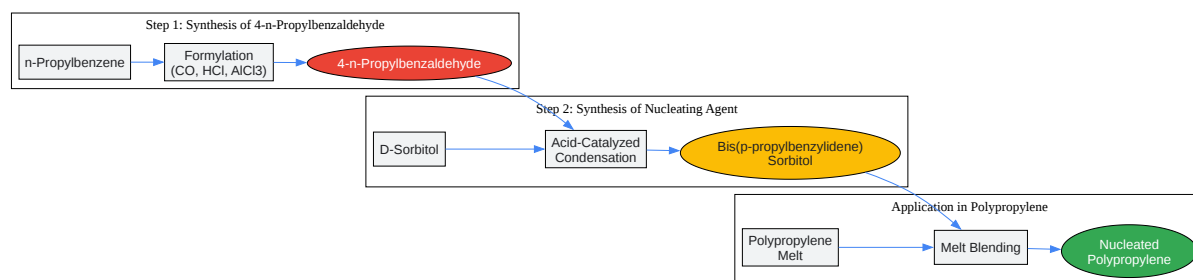 Step 1: Synthesis of 4-n-Propylbenzaldehyde
n-Propylbenzene
Formylation
(CO, HCl, AlCl3)
4-n-Propylbenzaldehyde
Step 2: Synthesis of Nucleating Agent
D-Sorbitol
Acid-Catalyzed
Condensation
Bis(p-propylbenzylidene)
Sorbitol
Application in Polypropylene
Polypropylene
Melt
Melt Blending
Nucleated
Polypropylene